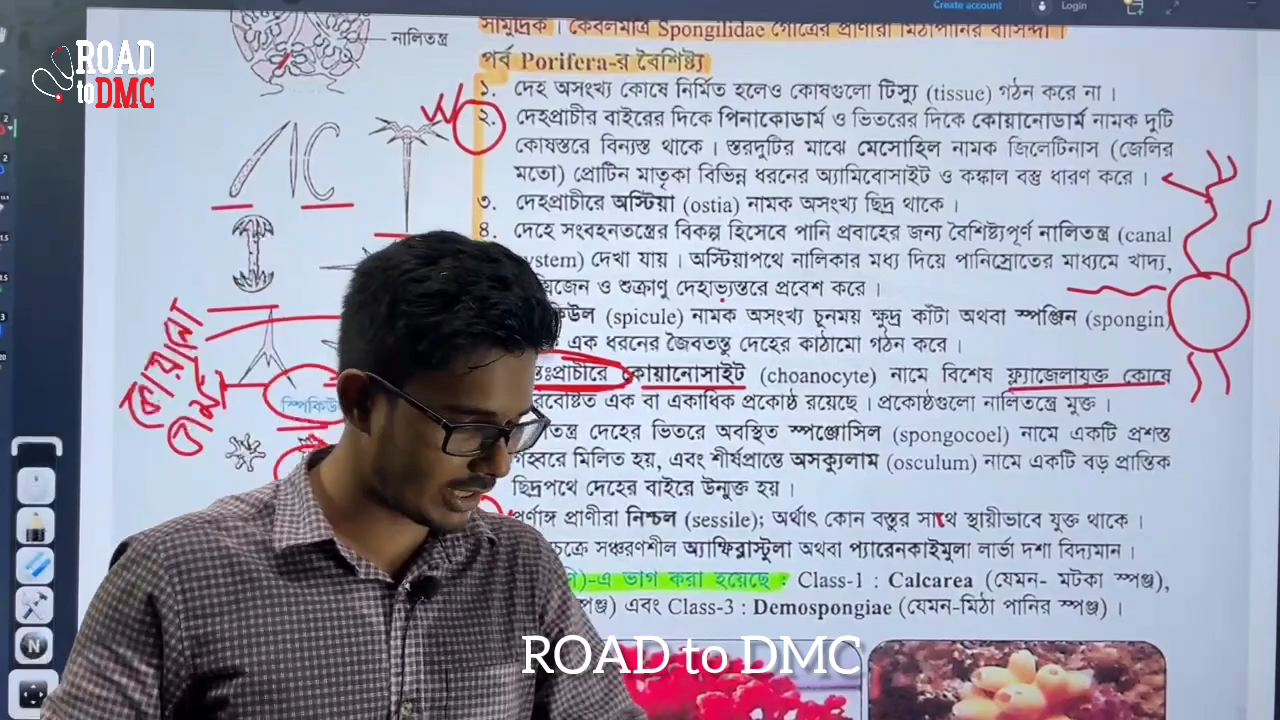 Create account
Login
ROAD
to DMC
নালিতন্ত্র
সামুদ্রিক । কেবলমাত্র Spongilidae গোত্রের প্রাণীরা মিঠাপানির বাসিন্দা ।
পর্ব Porifera-র বৈশিষ্ট্য
১. দেহ অসংখ্য কোষে নির্মিত হলেও কোষগুলো টিস্যু (tissue) গঠন করে না ।
২. দেহপ্রাচীর বাইরের দিকে পিনাকোডার্ম ও ভিতরের দিকে কোয়ানোডার্ম নামক দুটি
কোষস্তরে বিন্যস্ত থাকে । স্তরদুটির মাঝে মেসোহিল নামক জিলেটিনাস (জেলির
মতো) প্রোটিন মাতৃকা বিভিন্ন ধরনের অ্যামিবোসাইট ও কঙ্কাল বস্তু ধারণ করে ।
৩. দেহপ্রাচীরে অস্টিয়া (ostia) নামক অসংখ্য ছিদ্র থাকে ।
৪. দেহে সংবহনতন্ত্রের বিকল্প হিসেবে পানি প্রবাহের জন্য বৈশিষ্ট্যপূর্ণ নালিতন্ত্র (canal
ystem) দেখা যায় । অস্টিয়াপথে নালিকার মধ্য দিয়ে পানিস্রোতের মাধ্যমে খাদ্য,
ও শুক্রাণু দেহাভ্যন্তরে প্রবেশ করে ।
(spicule) নামক অসংখ্য চূনময় ক্ষুদ্র কাঁটা অথবা স্পঞ্জিন (spongin)
এক ধরনের জৈবতন্তু দেহের কাঠামো গঠন করে ।
ন্তঃপ্রাচীরে কোয়ানোসাইট (choanocyte) নামে বিশেষ ফ্ল্যাজেলাযুক্ত কোষে
রিবেষ্টিত এক বা একাধিক প্রকোষ্ঠ রয়েছে । প্রকোষ্ঠগুলো নালিতন্ত্রে মুক্ত ।
তন্ত্র দেহের ভিতরে অবস্থিত স্পঞ্জোসিল (spongocoel) নামে একটি প্রশস্ত
গহ্বরে মিলিত হয়, এবং শীর্ষপ্রান্তে অসক্যুলাম (osculum) নামে একটি বড় প্রান্তিক
ছিদ্রপথে দেহের বাইরে উন্মুক্ত হয় ।
পূর্ণাঙ্গ প্রাণীরা নিশ্চল (sessile); অর্থাৎ কোন বস্তুর সাথে স্থায়ীভাবে যুক্ত থাকে ।
চক্রে সঞ্চরণশীল অ্যাম্ফিব্লাস্টুলা অথবা প্যারেনকাইমুলা লার্ভা দশা বিদ্যমান ।
)-এ ভাগ করা হয়েছে : Class-1 : Calcarea (যেমন- মটকা স্পঞ্জ),
স্পঞ্জ) এবং Class-3 : Demospongiae (যেমন-মিঠা পানির স্পঞ্জ) ।
কোয়ানো
ডার্ম
স্পিকিউ
ROAD to DMC